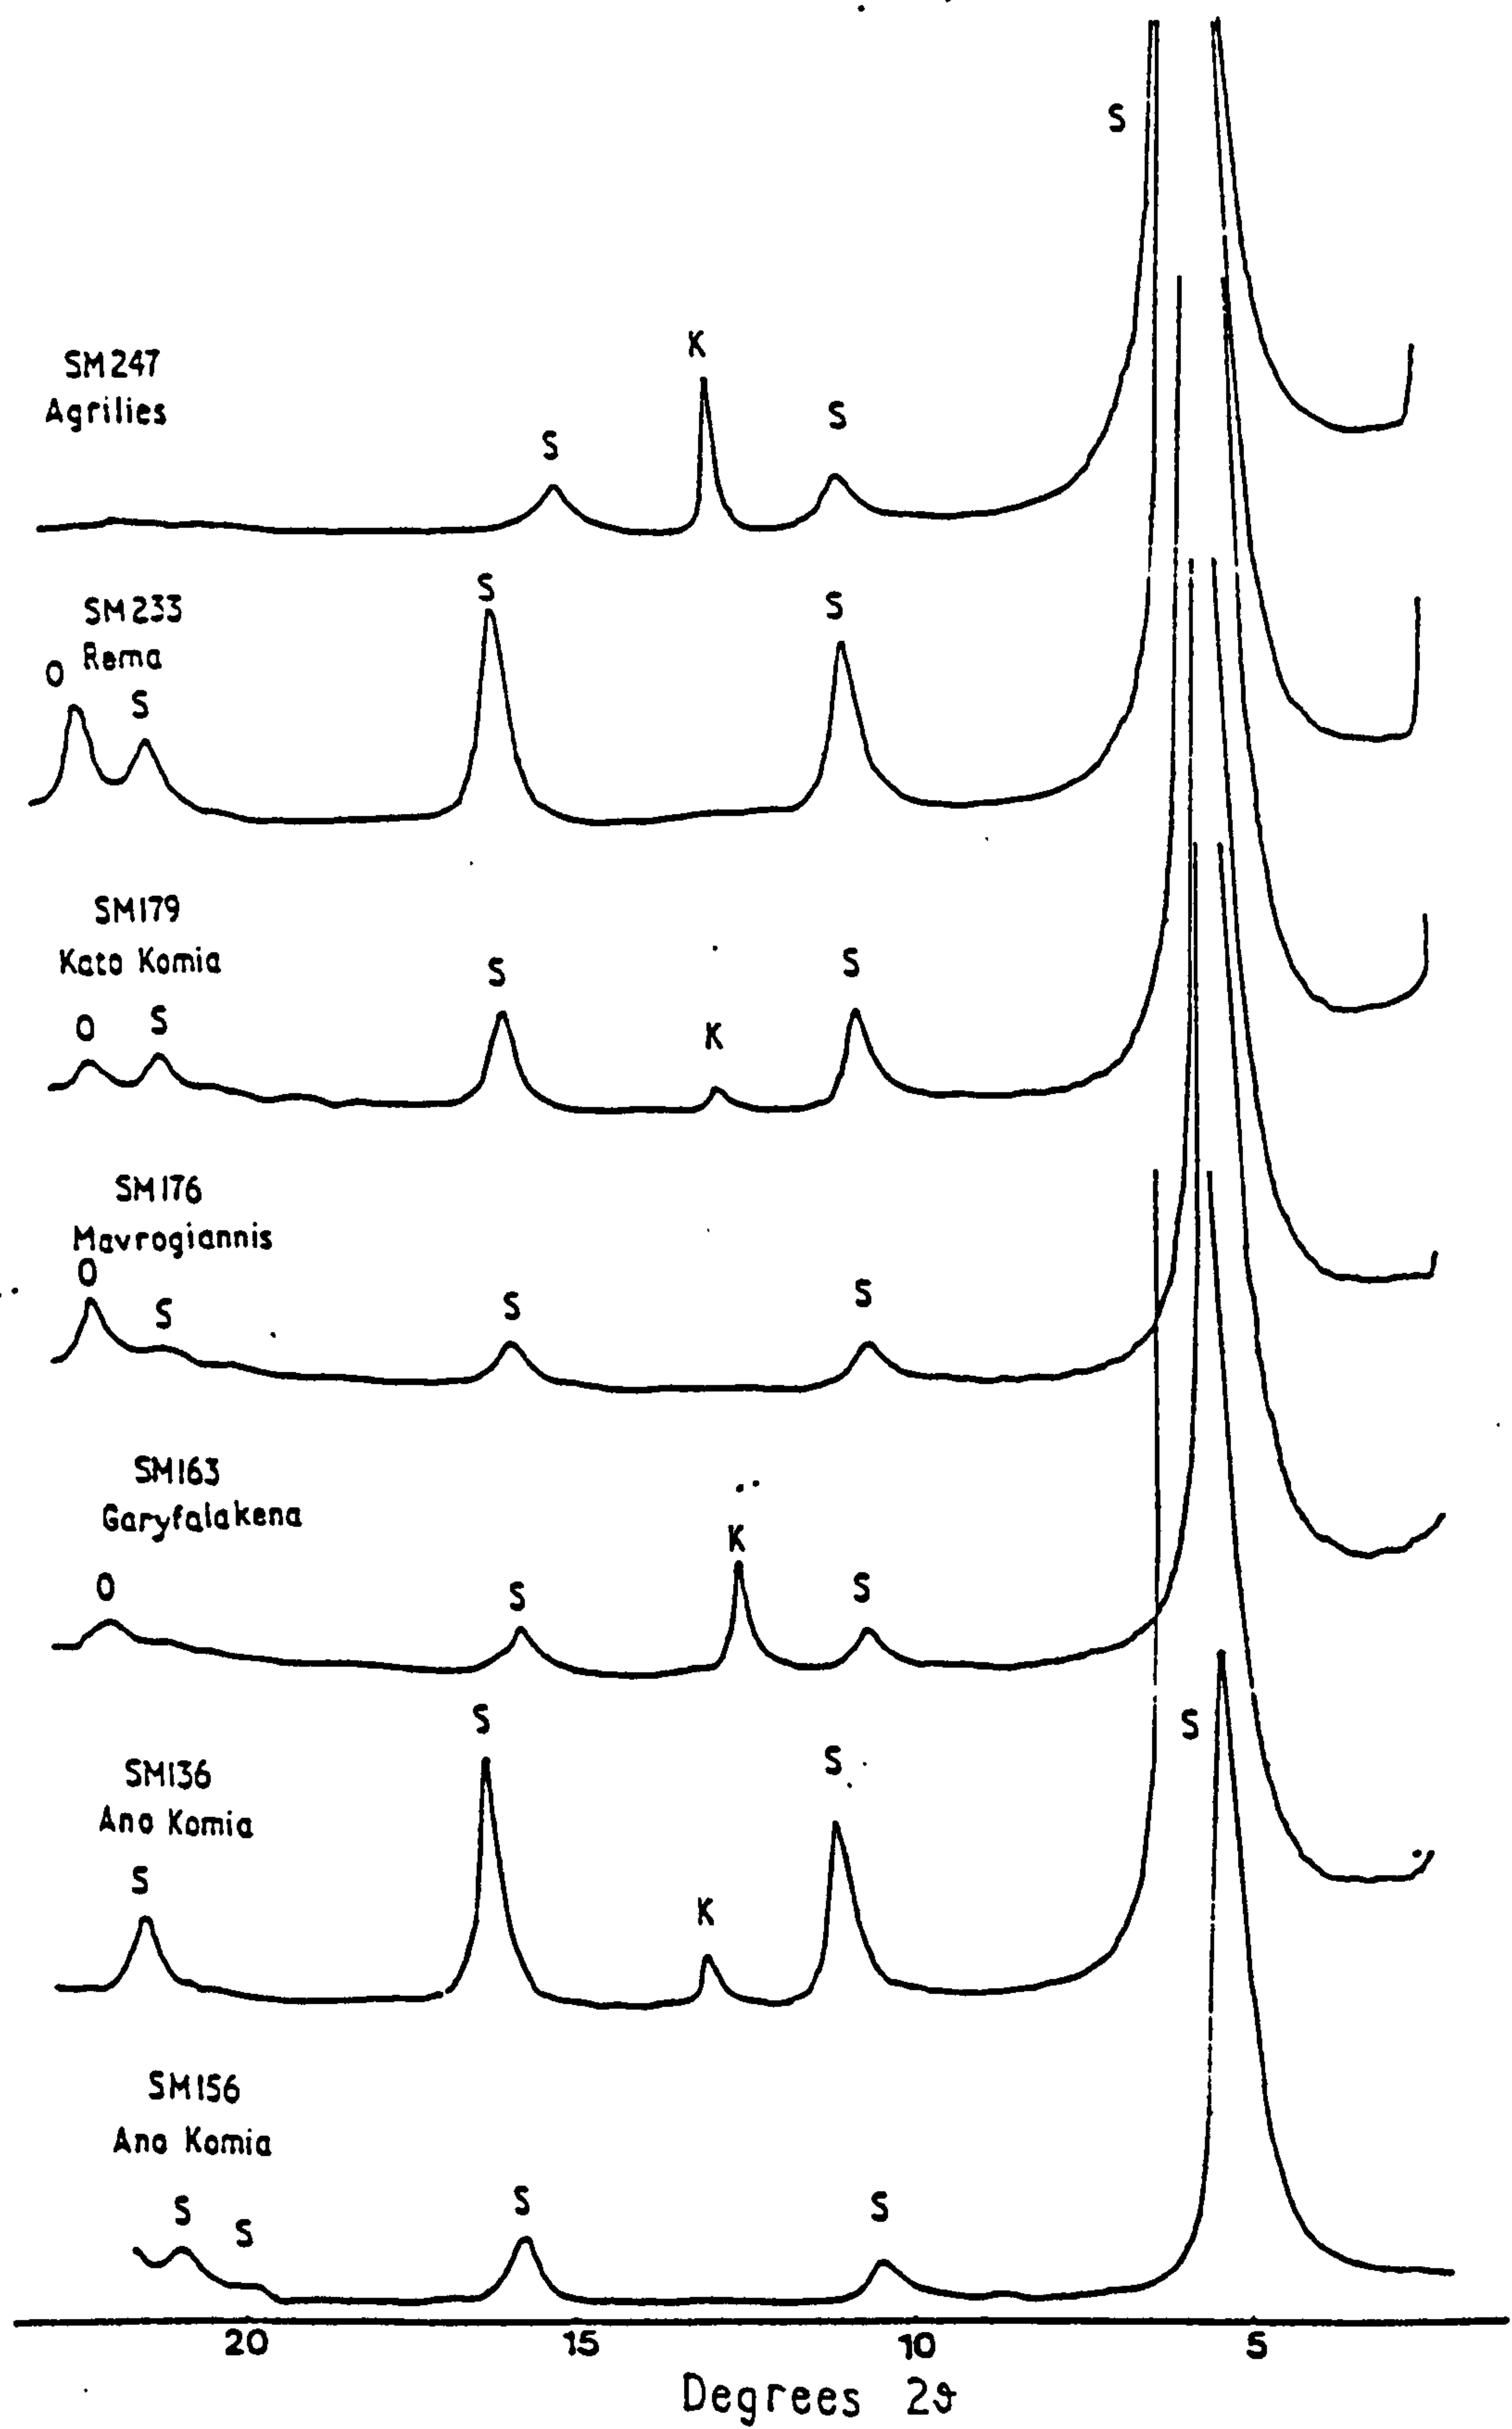 S
SM247
Agrilies
S
K
S
SM233
Rema
O
S
S
S
SM179
Kato Komia
O
S
S
K
S
SM176
Mavrogiannis
O
S
S
S
SM163
Garyfalakena
O
S
K
S
SM136
Ano Komia
S
S
K
S
S
SM156
Ano Komia
S
S
S
S
20 15 10 5
Degrees 2ϑ